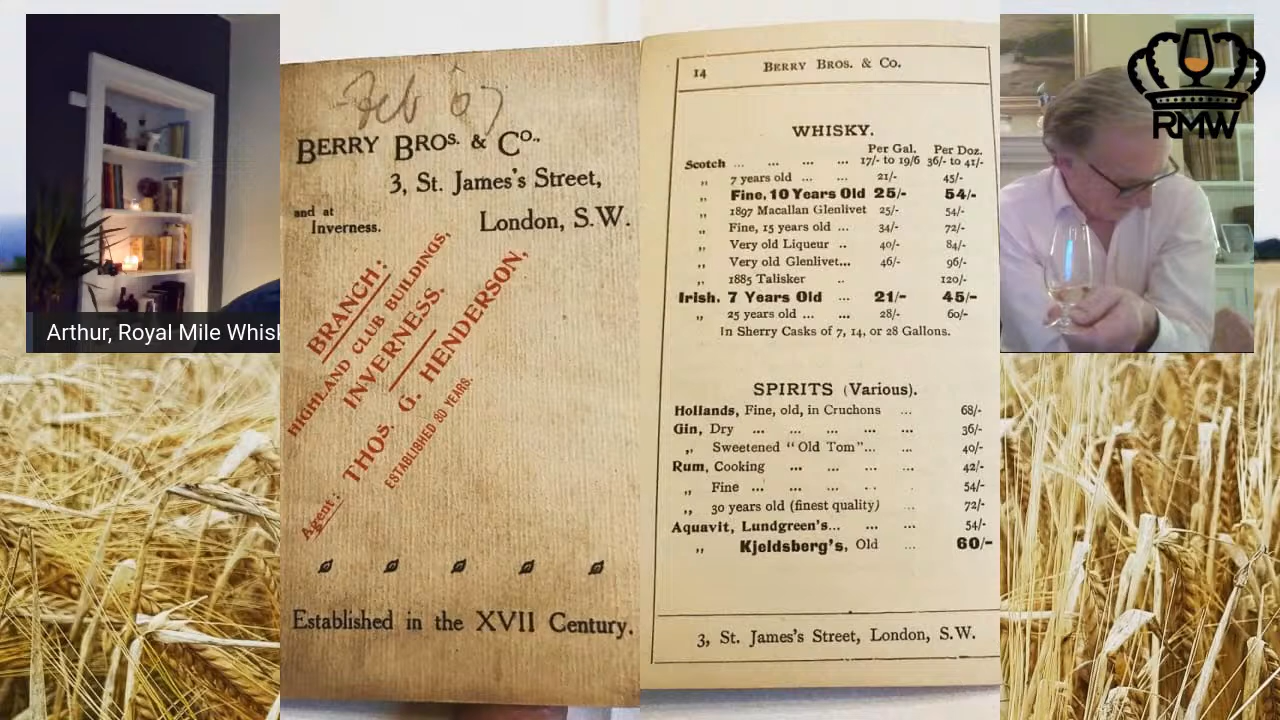 Feb 07
BERRY BROS. & CO.,
3, St. James's Street,
and at
Inverness.
London, S.W.
BRANCH:
HIGHLAND CLUB BUILDINGS,
INVERNESS.
Agent: THOS. G. HENDERSON,
ESTABLISHED 80 YEARS.
Established in the XVII Century.
14 BERRY BROS. & CO.
WHISKY.
Per Gal. Per Doz.
Scotch ... ... ... ... 17/- to 19/6 36/- to 41/-
„ 7 years old ... ... 21/- 45/-
„ Fine, 10 Years Old 25/- 54/-
„ 1897 Macallan Glenlivet 25/- 54/-
„ Fine, 15 years old ... 34/- 72/-
„ Very old Liqueur .. 40/- 84/-
„ Very old Glenlivet... 46/- 96/-
„ 1885 Talisker .. 120/-
Irish. 7 Years Old ... 21/- 45/-
„ 25 years old ... ... 28/- 60/-
In Sherry Casks of 7, 14, or 28 Gallons.
SPIRITS (Various).
Hollands, Fine, old, in Cruchons ... 68/-
Gin, Dry ... ... ... ... ... 36/-
„ Sweetened "Old Tom"... ... 40/-
Rum, Cooking ... ... ... ... 42/-
„ Fine ... ... ... . ... 54/-
„ 30 years old (finest quality) ... 72/-
Aquavit, Lundgreen's... ... ... 54/-
„ Kjeldsberg's, Old ... 60/-
3, St. James's Street, London, S.W.
Arthur, Royal Mile Whisk
RMW